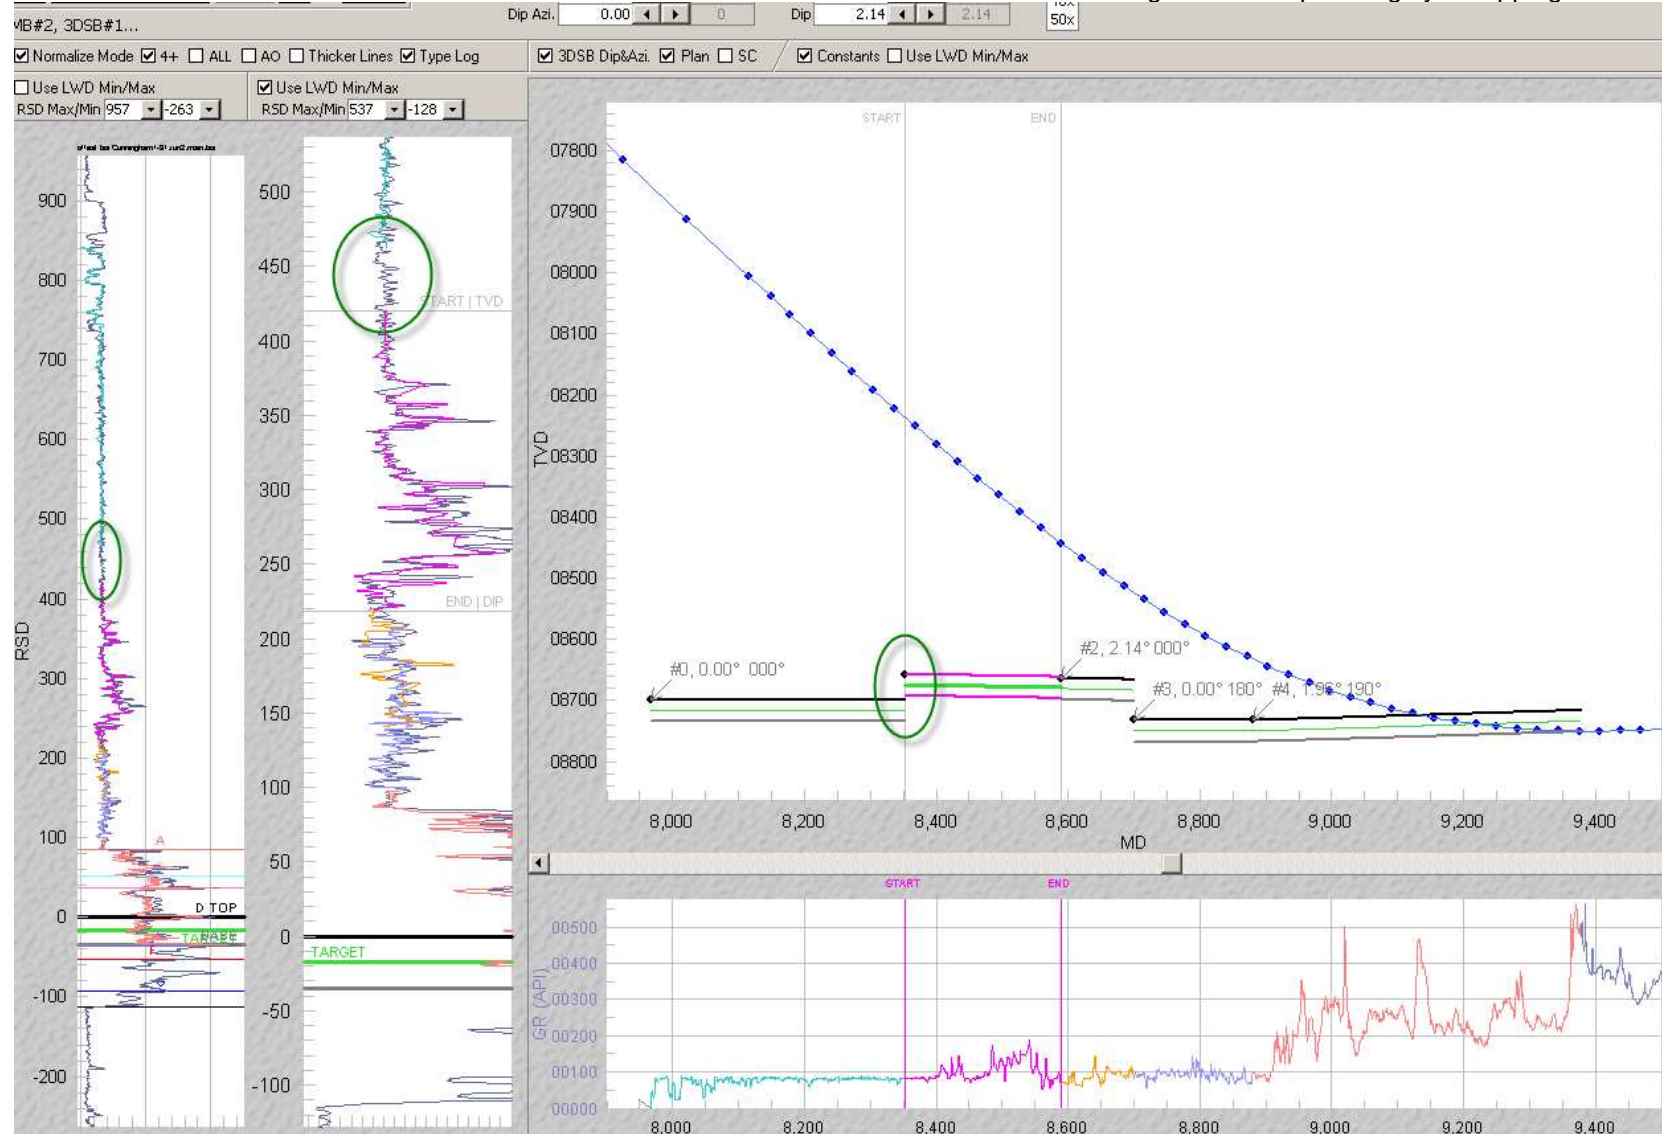 Dip Azi. 0.00 0 Dip 2.14 2.14
50x
MB#2, 3DSB#1...
Normalize Mode 4+ ALL AO Thicker Lines Type Log 3DSB Dip&Azi. Plan SC Constants Use LWD Min/Max
Use LWD Min/Max Use LWD Min/Max
RSD Max/Min 957 -263 RSD Max/Min 537 -128
RSD
900
800
700
600
500
400
300
200
100
0
-100
-200
A
D TOP
TARGET
500
450
START | TVD
400
350
300
250
END | DIP
200
150
100
50
0
TARGET
-50
-100
START END
TVD
07800
07900
08000
08100
08200
08300
08400
08500
08600
08700
08800
#0, 0.00° 000°
#2, 2.14° 000°
#3, 0.00° 180° #4, 1.96° 190°
8,000 8,200 8,400 8,600 8,800 9,000 9,200 9,400
MD
START END
GR (API)
00500
00400
00300
00200
00100
00000
8,000 8,200 8,400 8,600 8,800 9,000 9,200 9,400